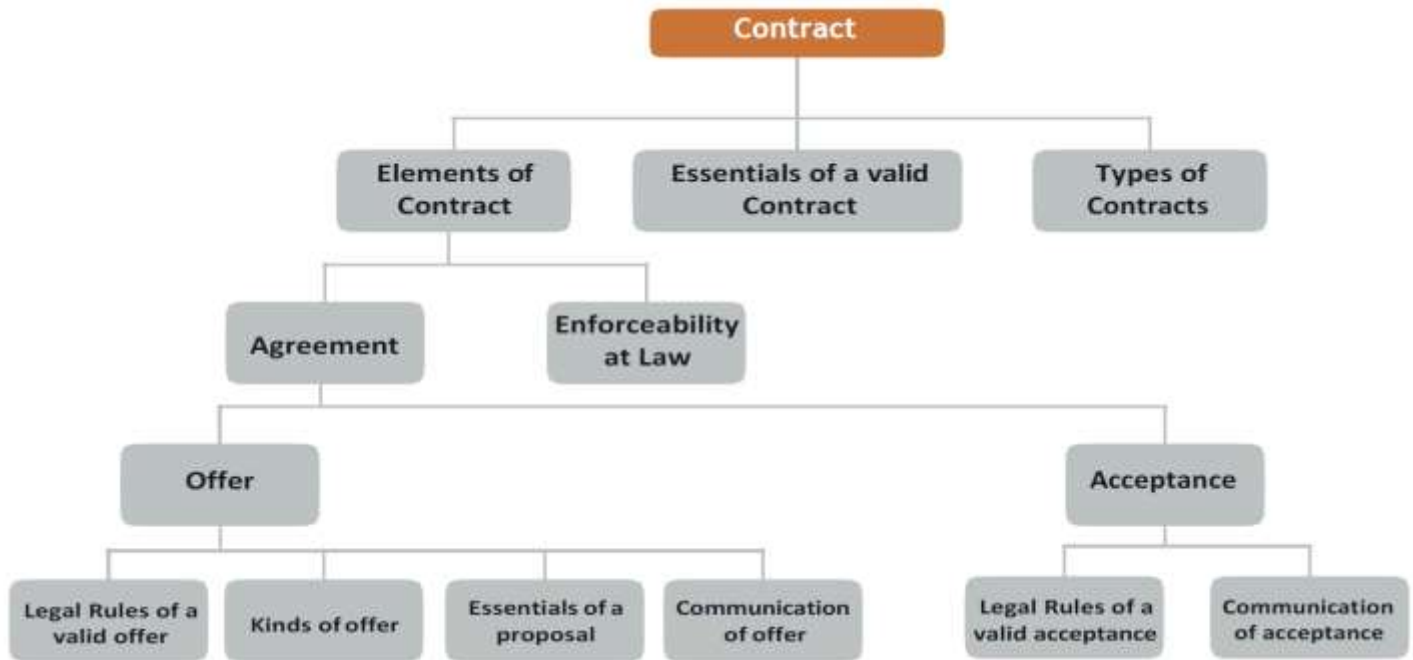 Contract
Elements of
Contract
Essentials of a valid
Contract
Types of
Contracts
Agreement
Enforceability
at Law
Offer
Acceptance
Legal Rules of a
valid offer
Kinds of offer
Essentials of a
proposal
Communication
of offer
Legal Rules of a
valid acceptance
Communication
of acceptance